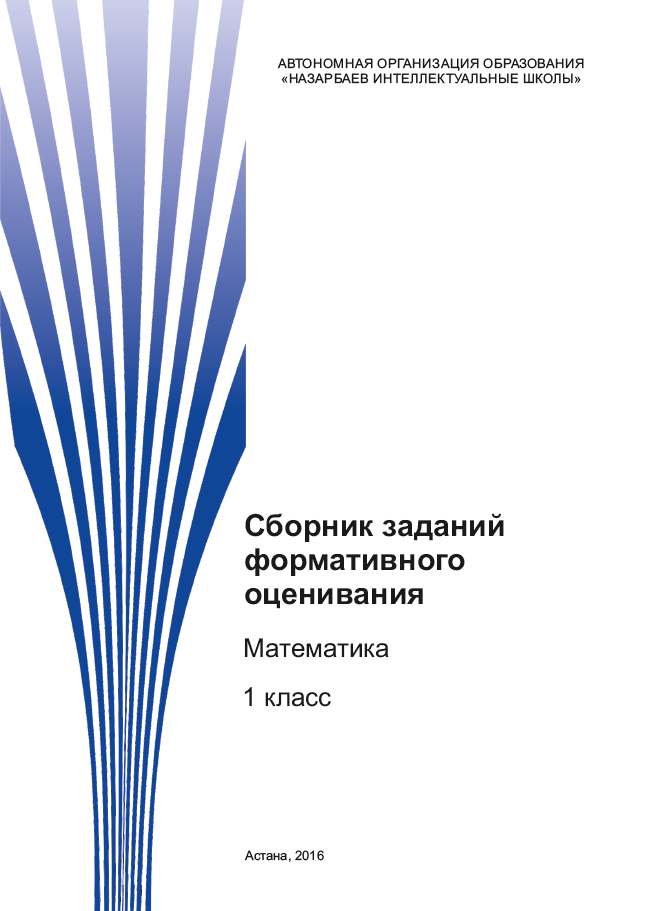 АВТОНОМНАЯ ОРГАНИЗАЦИЯ ОБРАЗОВАНИЯ
«НАЗАРБАЕВ ИНТЕЛЛЕКТУАЛЬНЫЕ ШКОЛЫ»
Сборник заданий
формативного
оценивания
Математика
1 класс
Астана, 2016